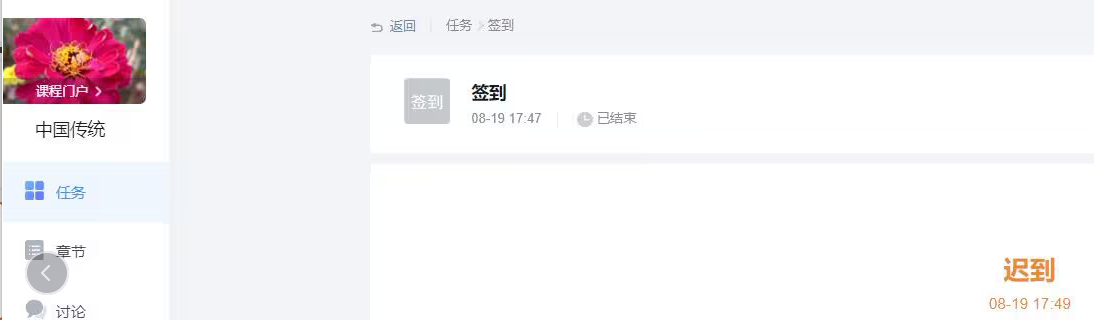 返回 任务 签到
课程门户
中国传统
任务
章节
讨论
签到
签到
08-19 17:47 已结束
迟到
08-19 17:49